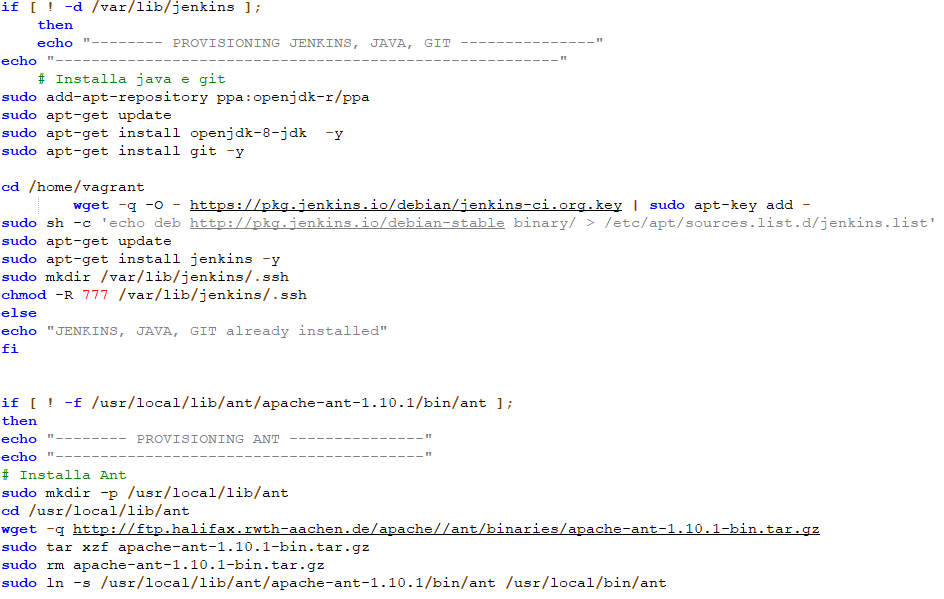 if [ ! -d /var/lib/jenkins ];
    then
    echo "-------- PROVISIONING JENKINS, JAVA, GIT ---------------"
echo "--------------------------------------------------------"
    # Installa java e git
sudo add-apt-repository ppa:openjdk-r/ppa
sudo apt-get update
sudo apt-get install openjdk-8-jdk  -y
sudo apt-get install git -y

cd /home/vagrant
        wget -q -O - https://pkg.jenkins.io/debian/jenkins-ci.org.key | sudo apt-key add -
sudo sh -c 'echo deb http://pkg.jenkins.io/debian-stable binary/ > /etc/apt/sources.list.d/jenkins.list'
sudo apt-get update
sudo apt-get install jenkins -y
sudo mkdir /var/lib/jenkins/.ssh
chmod -R 777 /var/lib/jenkins/.ssh
else
echo "JENKINS, JAVA, GIT already installed"
fi


if [ ! -f /usr/local/lib/ant/apache-ant-1.10.1/bin/ant ];
then
echo "-------- PROVISIONING ANT ---------------"
echo "-----------------------------------------"
# Installa Ant
sudo mkdir -p /usr/local/lib/ant
cd /usr/local/lib/ant
wget -q http://ftp.halifax.rwth-aachen.de/apache//ant/binaries/apache-ant-1.10.1-bin.tar.gz
sudo tar xzf apache-ant-1.10.1-bin.tar.gz
sudo rm apache-ant-1.10.1-bin.tar.gz
sudo ln -s /usr/local/lib/ant/apache-ant-1.10.1/bin/ant /usr/local/bin/ant